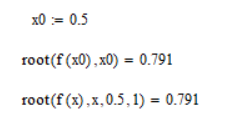 x0 := 0.5
root(f(x0),x0) = 0.791
root(f(x),x,0.5,1) = 0.791